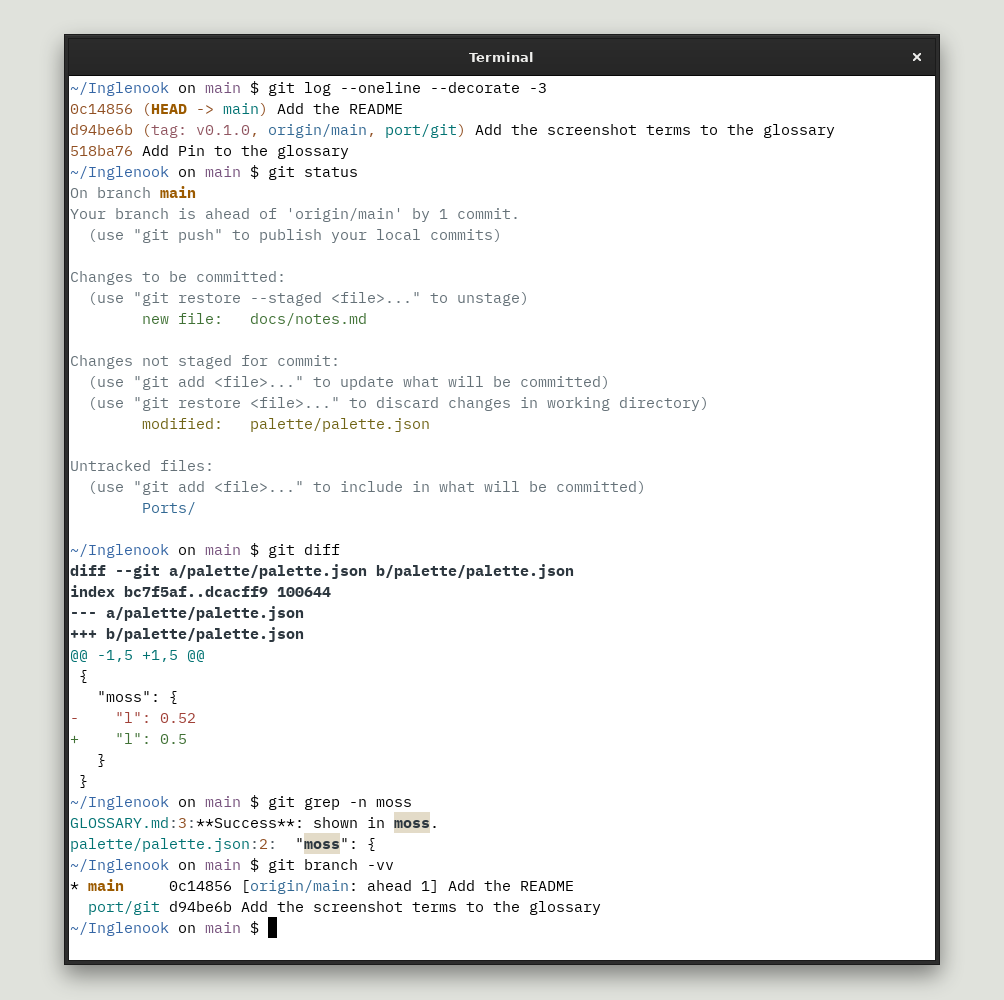 Terminal ×
~/Inglenook on main $ git log --oneline --decorate -3
0c14856 (HEAD -> main) Add the README
d94be6b (tag: v0.1.0, origin/main, port/git) Add the screenshot terms to the glossary
518ba76 Add Pin to the glossary
~/Inglenook on main $ git status
On branch main
Your branch is ahead of 'origin/main' by 1 commit.
  (use "git push" to publish your local commits)

Changes to be committed:
  (use "git restore --staged <file>..." to unstage)
        new file:   docs/notes.md

Changes not staged for commit:
  (use "git add <file>..." to update what will be committed)
  (use "git restore <file>..." to discard changes in working directory)
        modified:   palette/palette.json

Untracked files:
  (use "git add <file>..." to include in what will be committed)
        Ports/

~/Inglenook on main $ git diff
diff --git a/palette/palette.json b/palette/palette.json
index bc7f5af..dcacff9 100644
--- a/palette/palette.json
+++ b/palette/palette.json
@@ -1,5 +1,5 @@
 {
   "moss": {
-    "l": 0.52
+    "l": 0.5
   }
 }
~/Inglenook on main $ git grep -n moss
GLOSSARY.md:3:**Success**: shown in moss.
palette/palette.json:2:  "moss": {
~/Inglenook on main $ git branch -vv
* main     0c14856 [origin/main: ahead 1] Add the README
  port/git d94be6b Add the screenshot terms to the glossary
~/Inglenook on main $